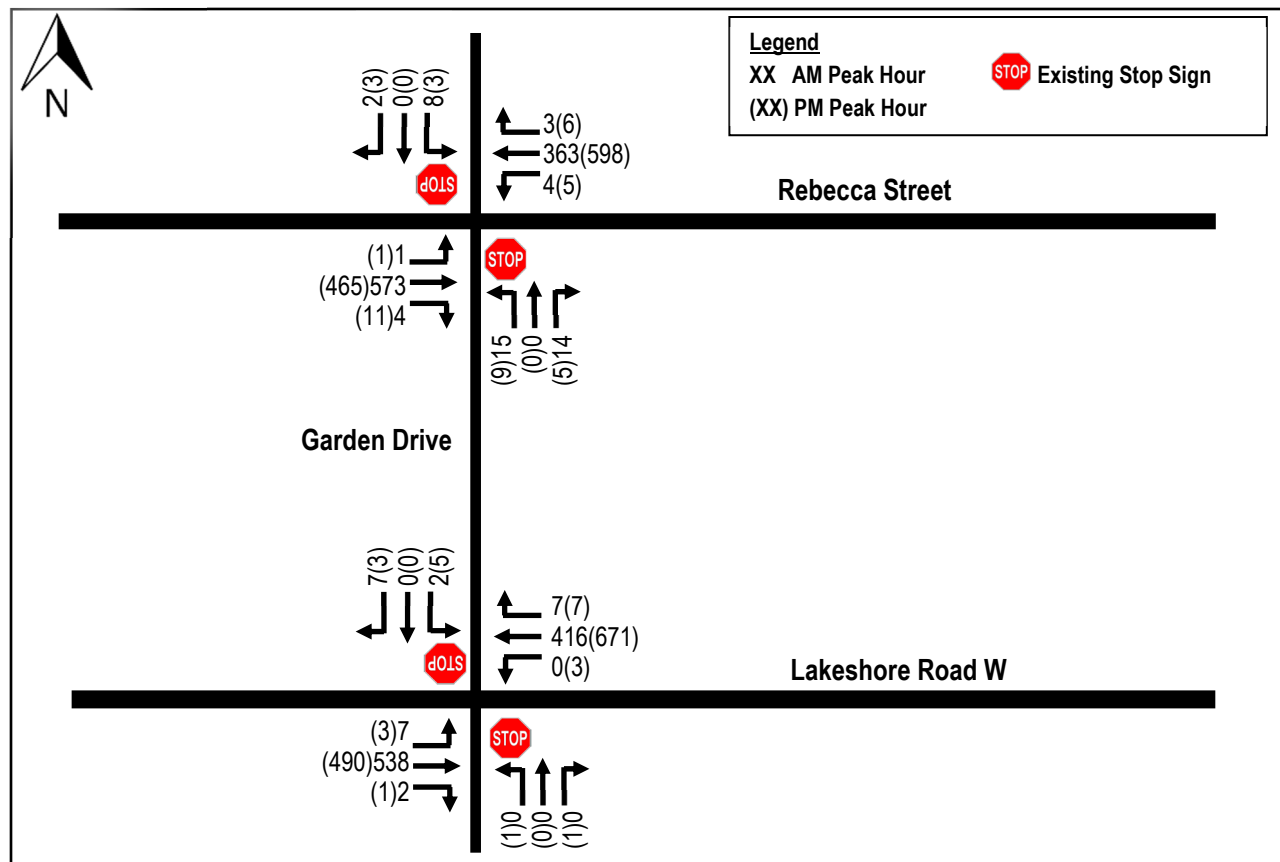 N
Legend
XX AM Peak Hour
(XX) PM Peak Hour
STOP Existing Stop Sign
2(3)
0(0)
8(3)
3(6)
363(598)
4(5)
STOP
Rebecca Street
(1)1
(465)573
(11)4
STOP
(9)15
(0)0
(5)14
Garden Drive
7(3)
0(0)
2(5)
7(7)
416(671)
0(3)
STOP
Lakeshore Road W
(3)7
(490)538
(1)2
STOP
(1)0
(0)0
(1)0